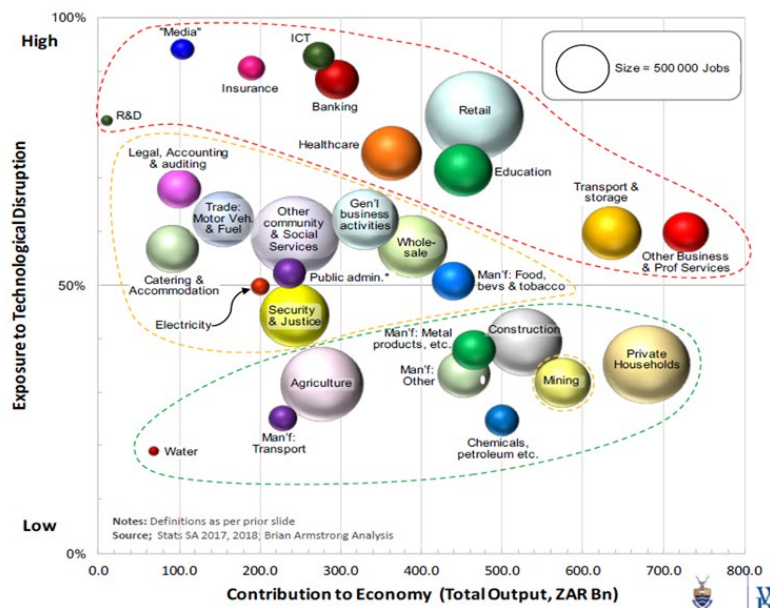 High
100%
"Media"
ICT
Size = 500 000 Jobs
Insurance
Banking
R&D
Retail
Healthcare
Education
Legal, Accounting
& auditing
Trade:
Motor Veh.
& Fuel
Other
community
& Social
Services
Gen'l
business
activities
Whole-
sale
Transport &
storage
Other Business
& Prof Services
Catering &
Accommodation
Public admin.*
Man'f: Food,
bevs & tobacco
50%
Electricity
Security
& Justice
Man'f: Metal
products, etc.
Construction
Private
Households
Man'f:
Other
Mining
Agriculture
Man'f:
Transport
Chemicals,
petroleum etc.
Water
Exposure to Technological Disruption
Low
Notes: Definitions as per prior slide
Source; Stats SA 2017, 2018; Brian Armstrong Analysis
0%
0.0 100.0 200.0 300.0 400.0 500.0 600.0 700.0 800.0
Contribution to Economy (Total Output, ZAR Bn)